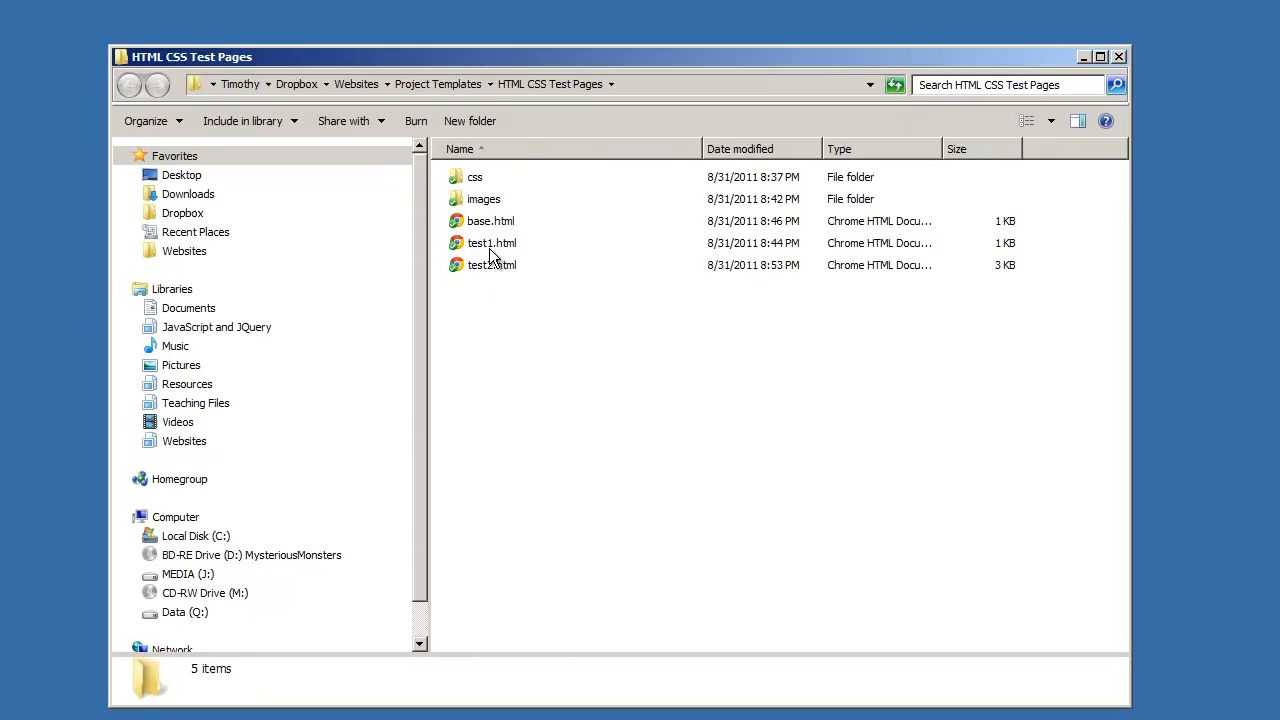 HTML CSS Test Pages
Timothy Dropbox Websites Project Templates HTML CSS Test Pages
Search HTML CSS Test Pages
Organize Include in library Share with Burn New folder
Favorites
Desktop
Downloads
Dropbox
Recent Places
Websites
Libraries
Documents
JavaScript and JQuery
Music
Pictures
Resources
Teaching Files
Videos
Websites
Homegroup
Computer
Local Disk (C:)
BD-RE Drive (D:) MysteriousMonsters
MEDIA (J:)
CD-RW Drive (M:)
Data (Q:)
Network
Name Date modified Type Size
css 8/31/2011 8:37 PM File folder
images 8/31/2011 8:42 PM File folder
base.html 8/31/2011 8:46 PM Chrome HTML Docu... 1 KB
test1.html 8/31/2011 8:44 PM Chrome HTML Docu... 1 KB
test2.html 8/31/2011 8:53 PM Chrome HTML Docu... 3 KB
5 items